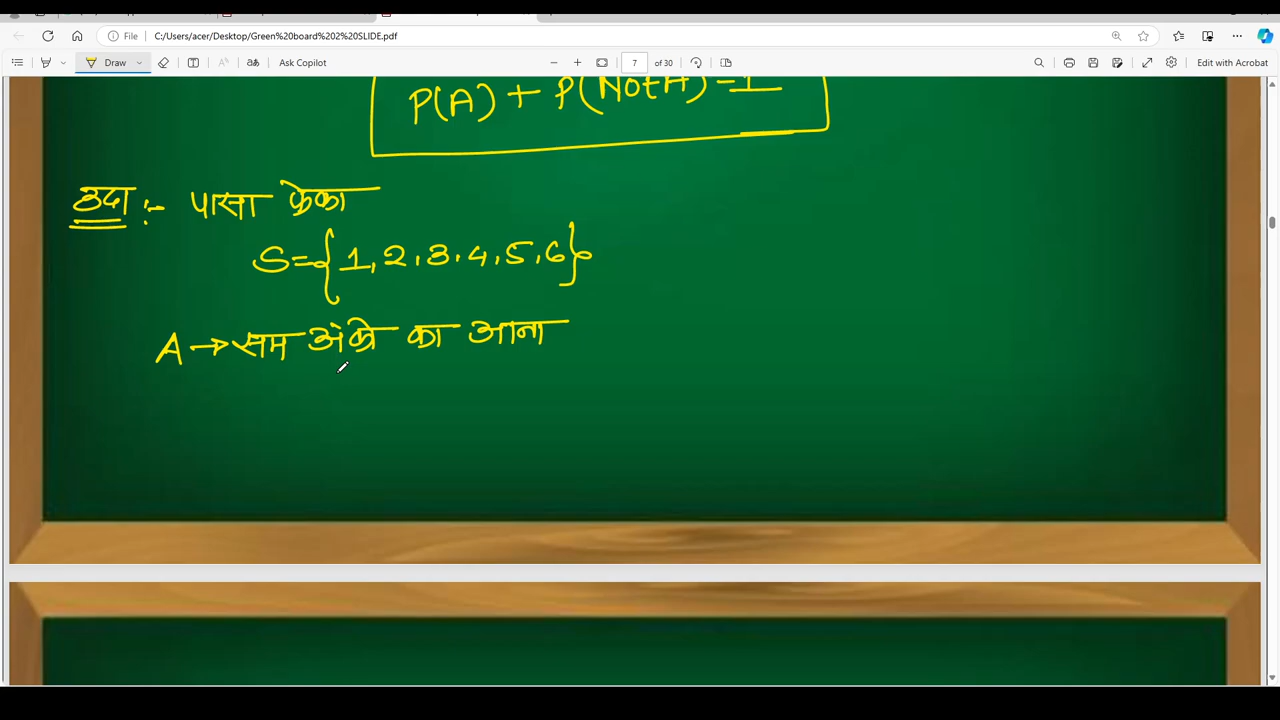 File C:/Users/acer/Desktop/Green%20board%202%20SLIDE.pdf
Draw Ask Copilot 7 of 30 Edit with Acrobat
P(A) + P(Not A) = 1
उदा :- पासा फेका
S = {1, 2, 3, 4, 5, 6}
A → सम अंको का आना